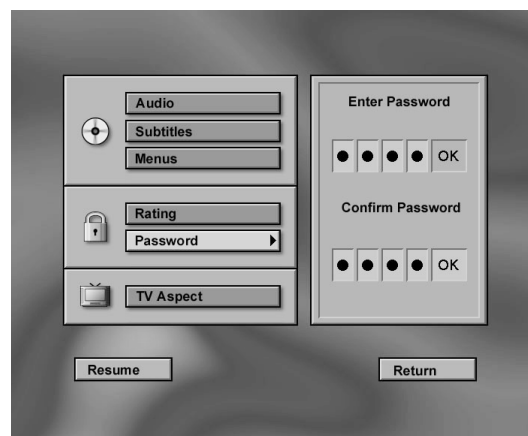 Audio
Subtitles
Menus
Rating
Password
TV Aspect
Enter Password
OK
Confirm Password
OK
Resume
Return